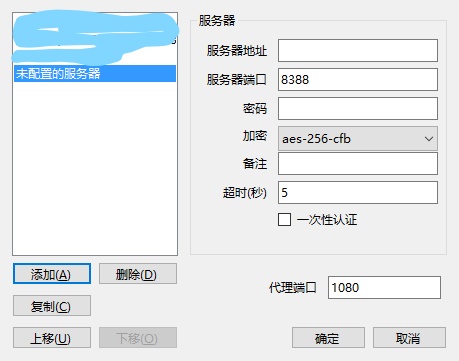 未配置的服务器
服务器
服务器地址
服务器端口 8388
密码
加密 aes-256-cfb
备注
超时(秒) 5
一次性认证
添加(A) 删除(D)
代理端口 1080
复制(C)
上移(U) 下移(O)
确定 取消